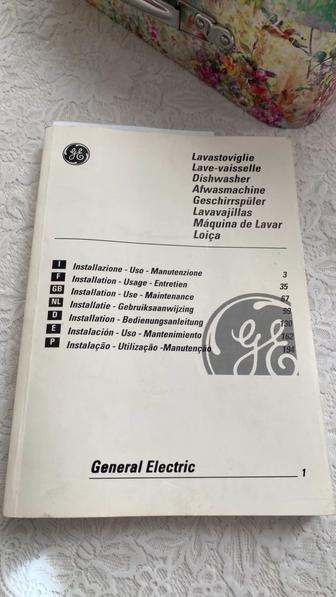 GE
Lavastoviglie
Lave-vaisselle
Dishwasher
Afwasmachine
Geschirrspüler
Lavavajillas
Máquina de Lavar
Loiça
I Installazione - Uso - Manutenzione 3
F Installation - Usage - Entretien 35
GB Installation - Use - Maintenance 67
NL Installatie - Gebruiksaanwijzing 99
D Installation - Bedienungsanleitung 130
E Instalación - Uso - Mantenimiento 162
P Instalação - Utilização -Manutenção 194
GE
General Electric
1